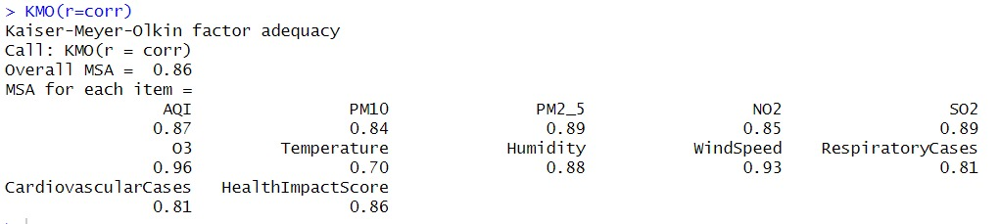 > KMO(r=corr)
Kaiser-Meyer-Olkin factor adequacy
Call: KMO(r = corr)
Overall MSA =  0.86
MSA for each item =
AQI PM10 PM2_5 NO2 SO2
0.87 0.84 0.89 0.85 0.89
O3 Temperature Humidity WindSpeed RespiratoryCases
0.96 0.70 0.88 0.93 0.81
CardiovascularCases HealthImpactScore
0.81 0.86